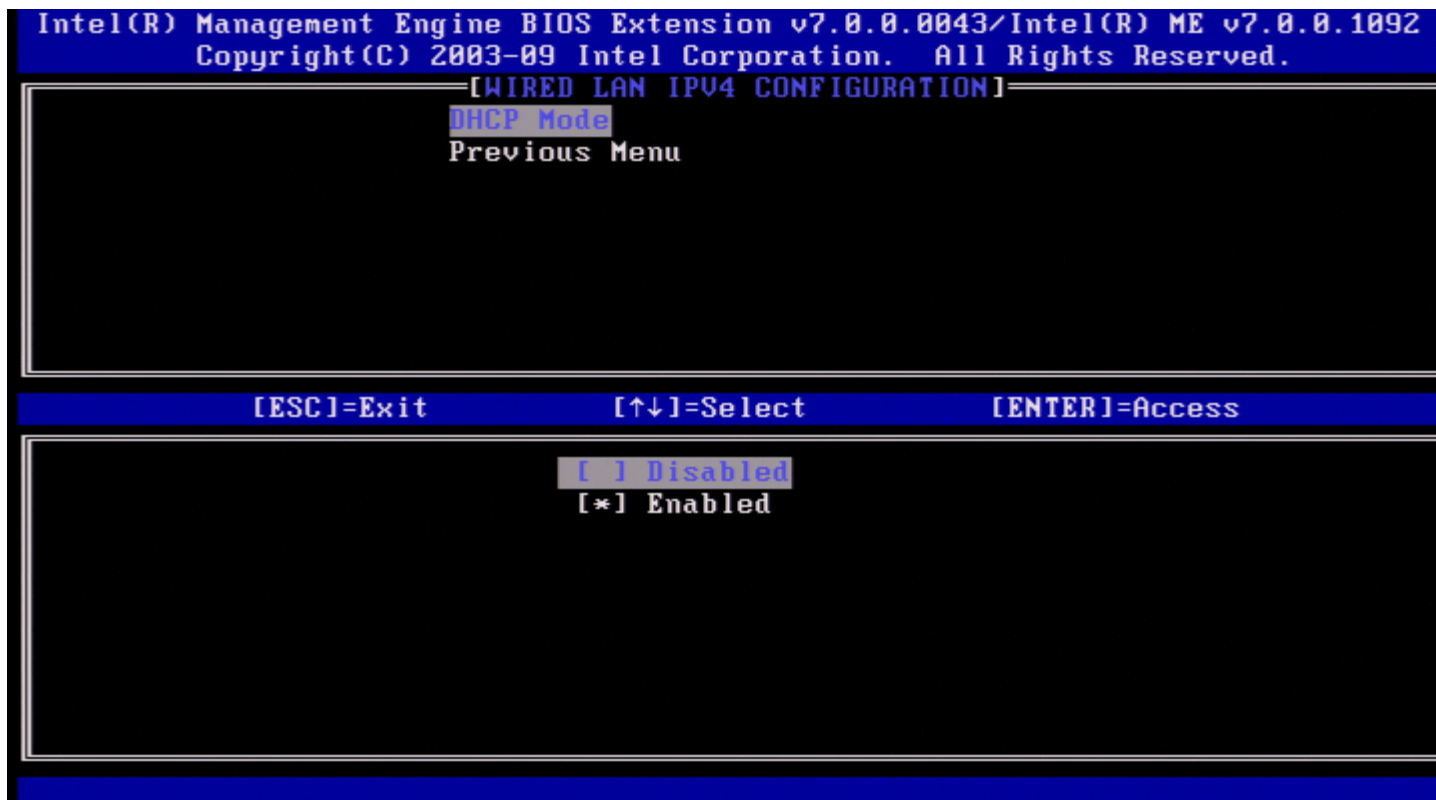 Intel(R) Management Engine BIOS Extension v7.0.0.0043/Intel(R) ME v7.0.0.1092
Copyright(C) 2003-09 Intel Corporation. All Rights Reserved.
[WIRED LAN IPV4 CONFIGURATION]
DHCP Mode
Previous Menu
[ESC]=Exit [↑↓]=Select [ENTER]=Access
[ ] Disabled
[*] Enabled